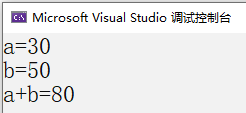 Microsoft Visual Studio 调试控制台
a=30
b=50
a+b=80